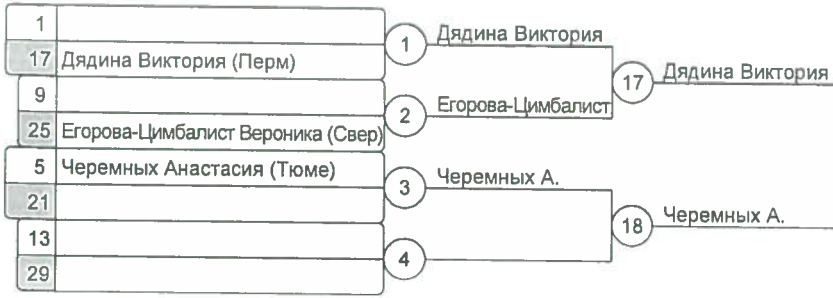 1
1 Дядина Виктория
17 Дядина Виктория (Перм)
17 Дядина Виктория
9
2 Егорова-Цимбалист
25 Егорова-Цимбалист Вероника (Свер)
5 Черемных Анастасия (Тюме)
3 Черемных А.
21
18 Черемных А.
13
4
29